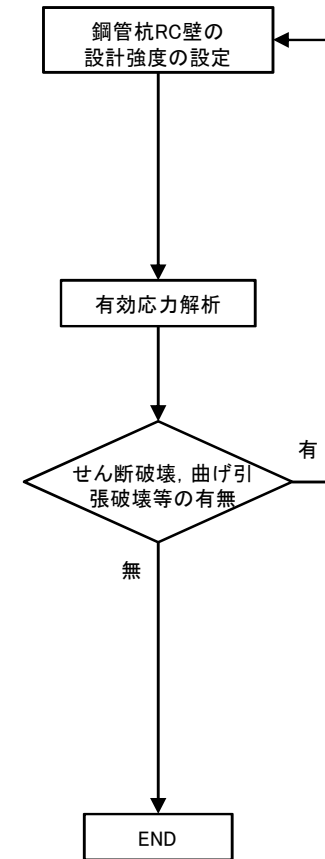 鋼管杭RC壁の
設計強度の設定
有効応力解析
せん断破壊，曲げ引
張破壊等の有無
有
無
END